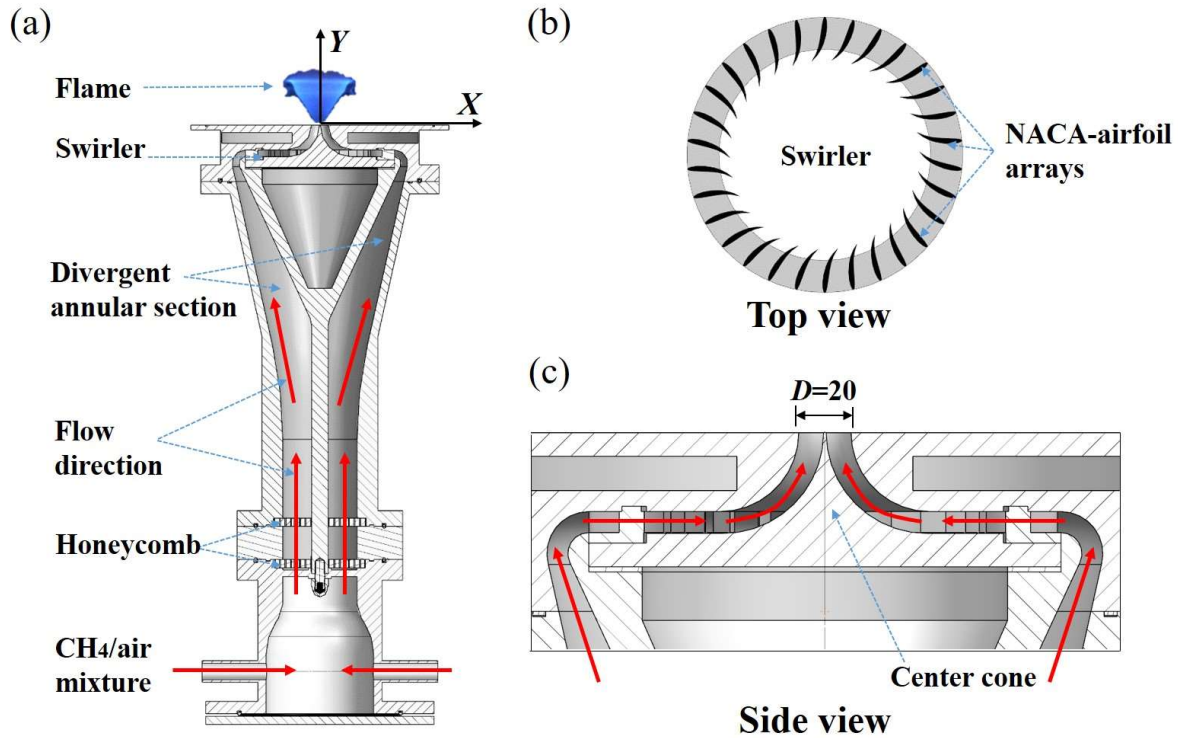 (a)
Y
Flame
X
Swirler
Divergent
annular section
Flow
direction
Honeycomb
CH4/air
mixture
(b)
Swirler
NACA-airfoil
arrays
Top view
(c)
D=20
Center cone
Side view